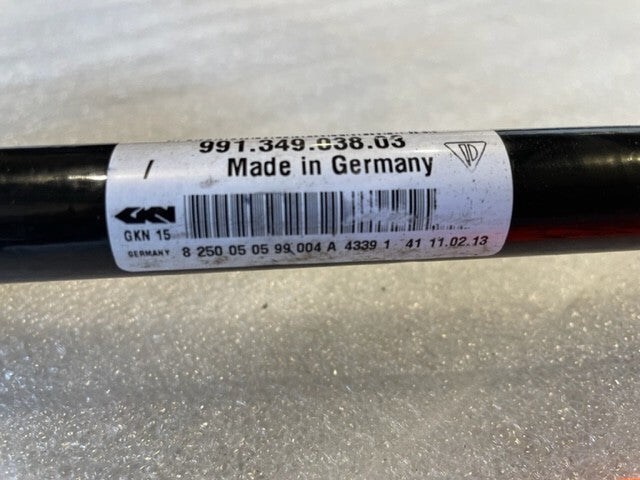 991.349.038.03
/ Made in Germany
GKN
GKN 15
GERMANY 8 250 05 05 99 004 A 4339 1 41 11.02.13